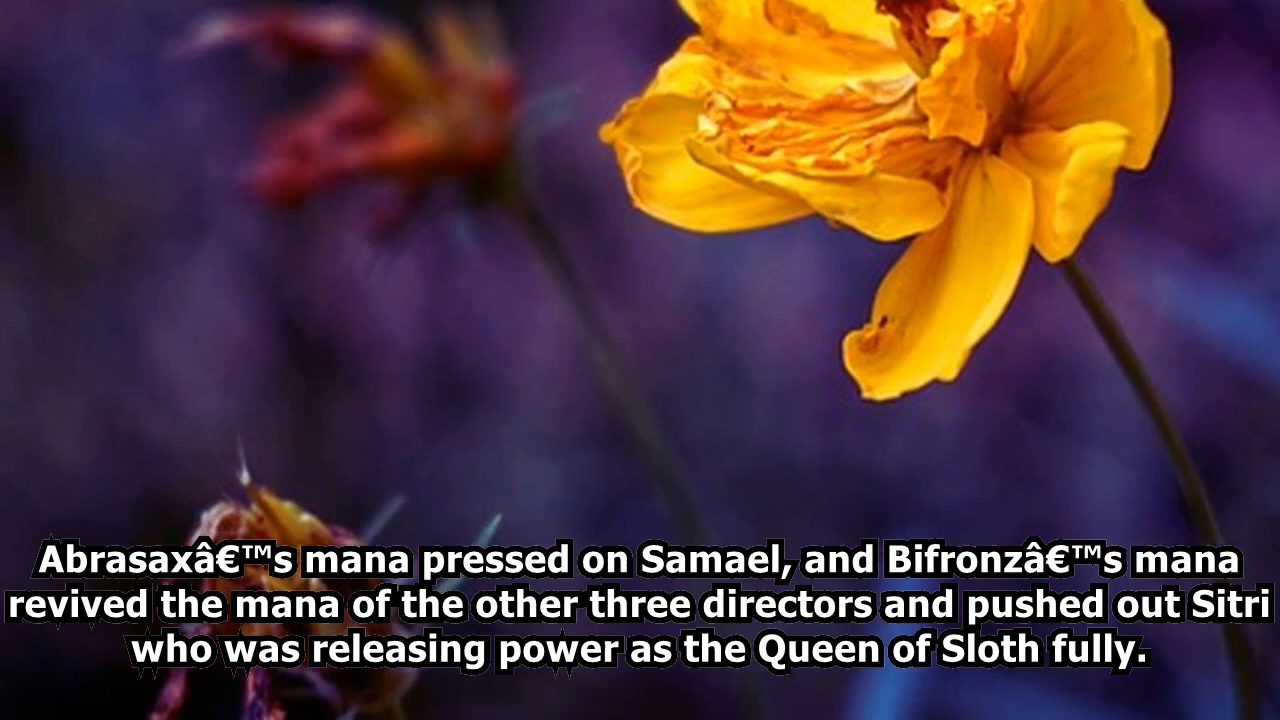 Abrasaxâ€™s mana pressed on Samael, and Bifronzâ€™s mana
revived the mana of the other three directors and pushed out Sitri
who was releasing power as the Queen of Sloth fully.